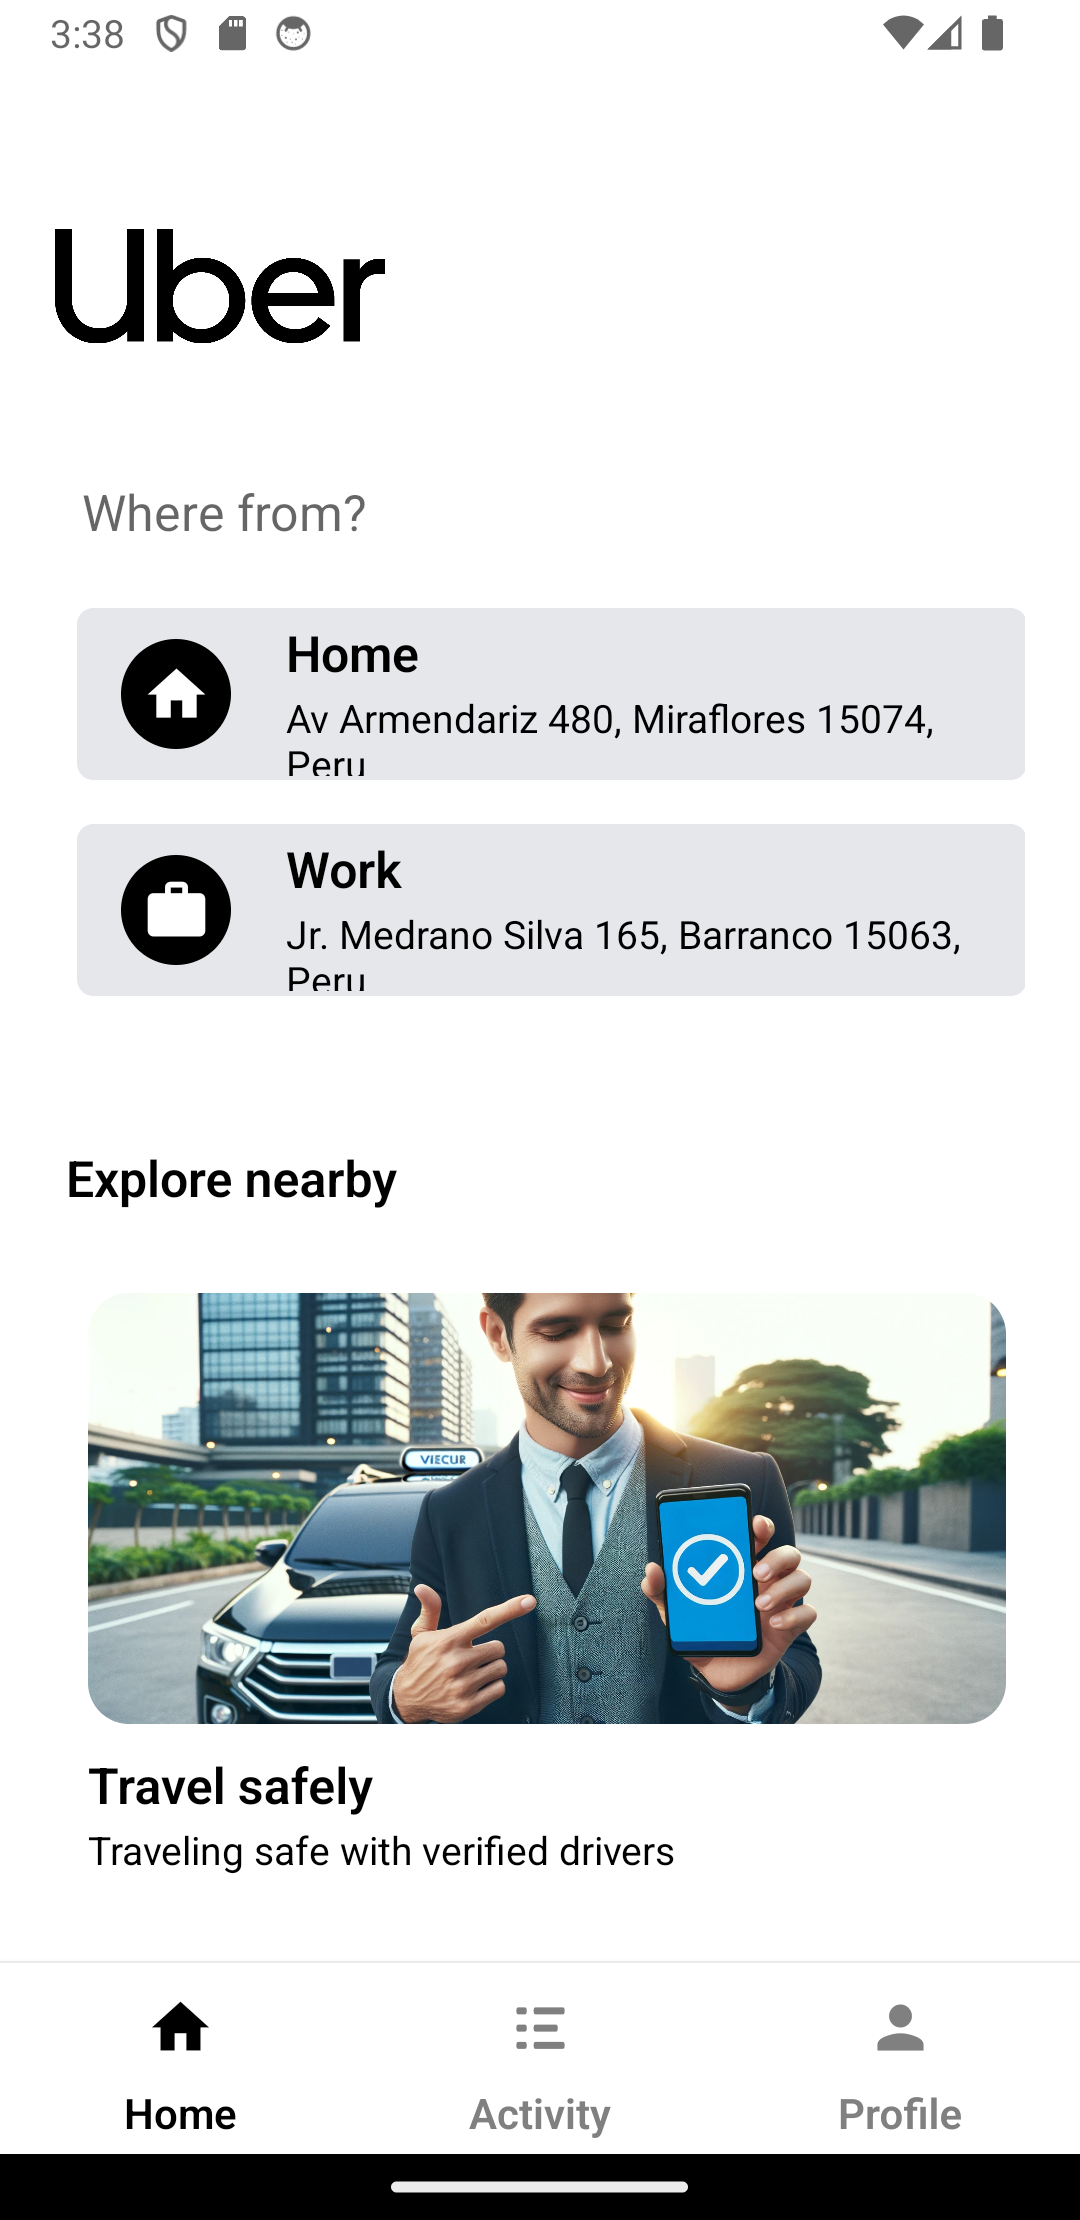 3:38
Uber
Where from?
Home
Av Armendariz 480, Miraflores 15074,
Peru
Work
Jr. Medrano Silva 165, Barranco 15063,
Peru
Explore nearby
VIECUR
Travel safely
Traveling safe with verified drivers
Home
Activity
Profile